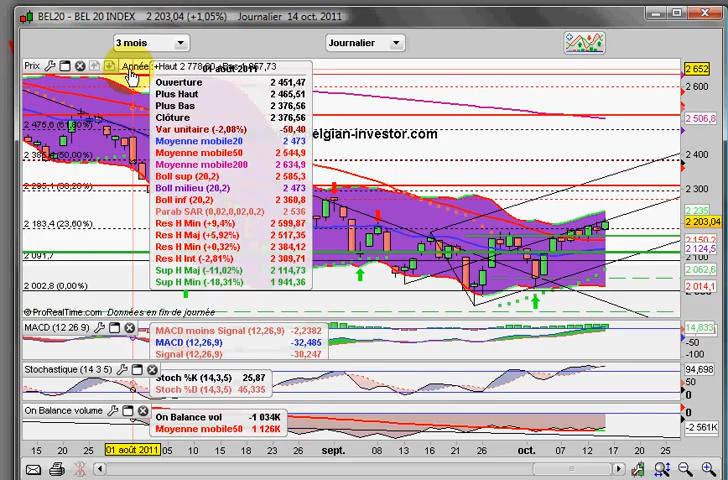 BEL20 - BEL 20 INDEX 2 203,04 (+1,05%) Journalier 14 oct. 2011
3 mois
Journalier
Prix
Année : +Haut 2 778,
01 août 2011
Ouverture 2 451,47
Plus Haut 2 465,51
Plus Bas 2 376,56
Clôture 2 376,56
Var unitaire (-2,08%) -50,40
Moyenne mobile20 2 473
Moyenne mobile50 2 544,9
Moyenne mobile200 2 634,9
Boll sup (20,2) 2 585,3
Boll milieu (20,2) 2 473
Boll inf (20,2) 2 360,8
Parab SAR (0,02,0,02,0,2) 2 536
Res H Min (+9,4%) 2 599,87
Res H Maj (+5,92%) 2 517,35
Res H Min (+0,32%) 2 384,12
Res H Int (-2,81%) 2 309,71
Sup H Maj (-11,02%) 2 114,73
Sup H Min (-18,31%) 1 941,36
elgian-investor.com
2 475,6 (61,80%)
2 385,4 (50,00%)
2 295,1 (38,20%)
2 183,4 (23,60%)
2 091,7
2 002,8 (0,00%)
2 652
2 600
2 506,8
2 400
2 300
2 235
2 203,04
2 150,2
2 124,5
2 100
2 062,6
2 014,1
© ProRealTime.com Données en fin de journée
MACD (12 26 9)
MACD moins Signal (12,26,9) -2,2382
MACD (12,26,9) -32,485
Signal (12,26,9) -30,247
14,833
-50
-100
Stochastique (14 3 5)
Stoch %K (14,3,5) 25,87
Stoch %D (14,3,5) 45,335
94,698
0
On Balance volume
On Balance vol -1 034K
Moyenne mobile50 1 126K
0
-2 561K
15 20 22 01 août 2011 05 10 15 18 23 26 sept. 06 09 14 19 22 27 oct. 07 12 17 20 25